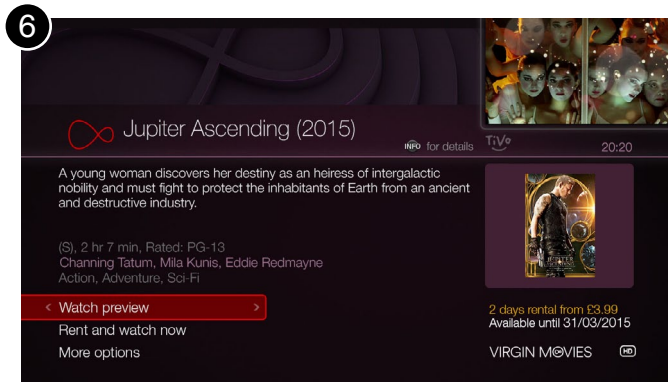 6
Jupiter Ascending (2015)
INFO for details
TiVo
20:20
A young woman discovers her destiny as an heiress of intergalactic
nobility and must fight to protect the inhabitants of Earth from an ancient
and destructive industry.
(S), 2 hr 7 min, Rated: PG-13
Channing Tatum, Mila Kunis, Eddie Redmayne
Action, Adventure, Sci-Fi
< Watch preview >
Rent and watch now
More options
JUPITER
ASCENDING
2 days rental from £3.99
Available until 31/03/2015
VIRGIN MOVIES HD